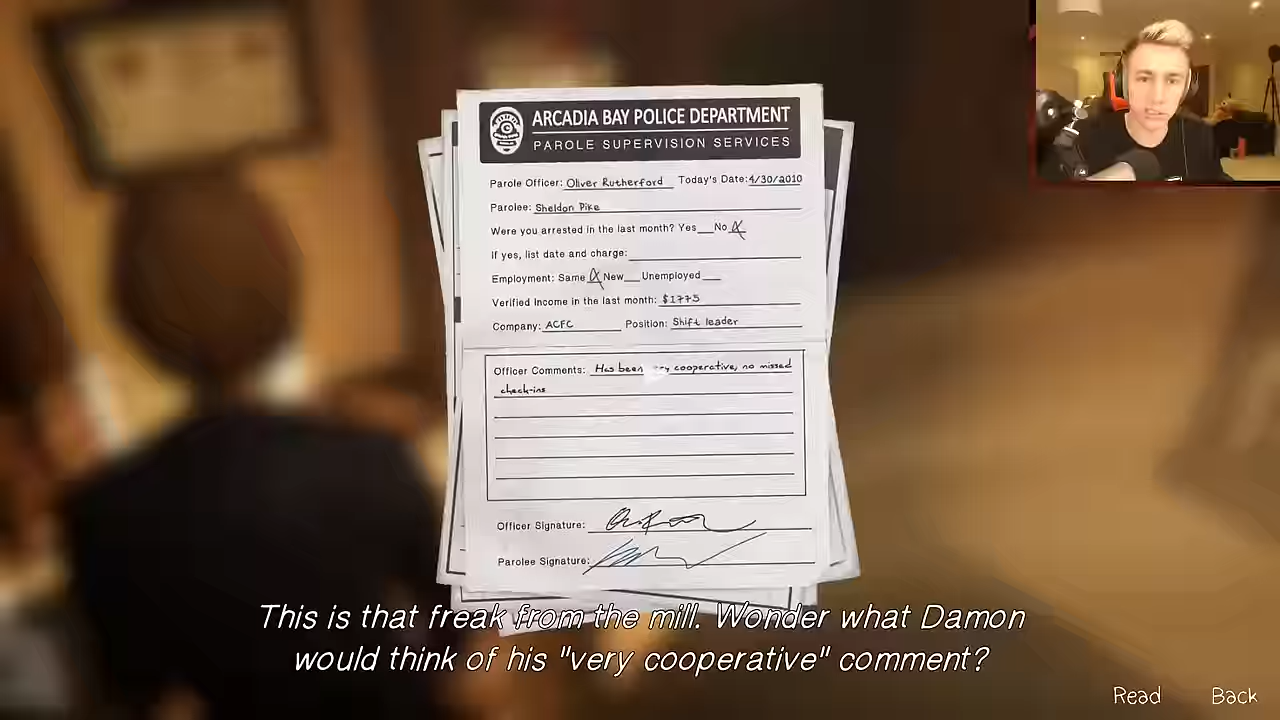 ARCADIA BAY POLICE DEPARTMENT
PAROLE SUPERVISION SERVICES
Parole Officer: Oliver Rutherford Today's Date: 4/30/2010
Parolee: Sheldon Pike
Were you arrested in the last month? Yes No X
If yes, list date and charge:
Employment: Same X New Unemployed
Verified Income in the last month: $1775
Company: ACFC Position: Shift leader
Officer Comments: Has been cooperative, no missed
check-ins
Officer Signature:
Parolee Signature:
This is that freak from the mill. Wonder what Damon
would think of his "very cooperative" comment?
Read Back